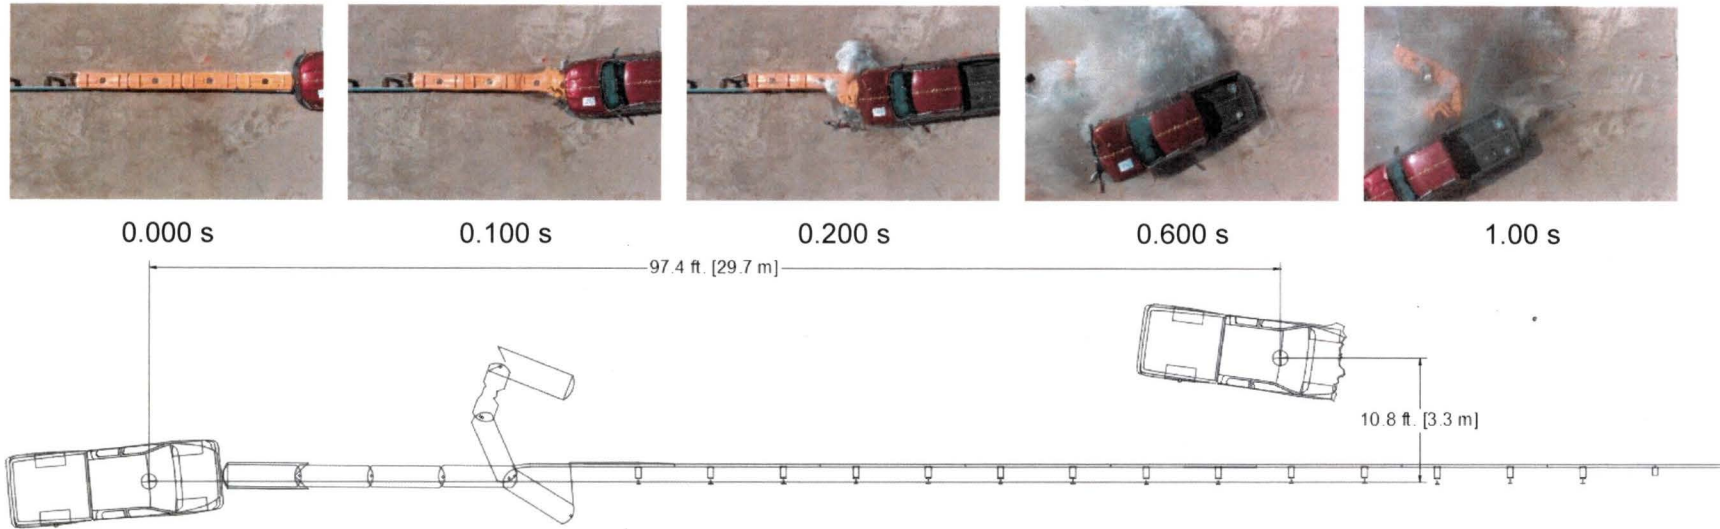 0.000 s
0.100 s
0.200 s
0.600 s
1.00 s
97.4 ft. [29.7 m]
10.8 ft. [3.3 m]